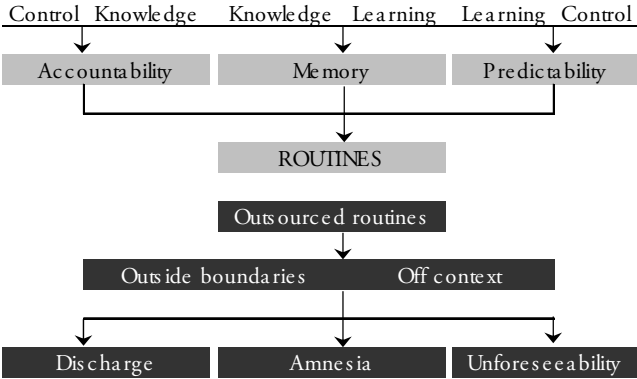 Control Knowledge Knowledge Learning Learning Control
Accountability Memory Predictability
ROUTINES
Outsourced routines
Outside boundaries Off context
Discharge Amnesia Unforeseeability